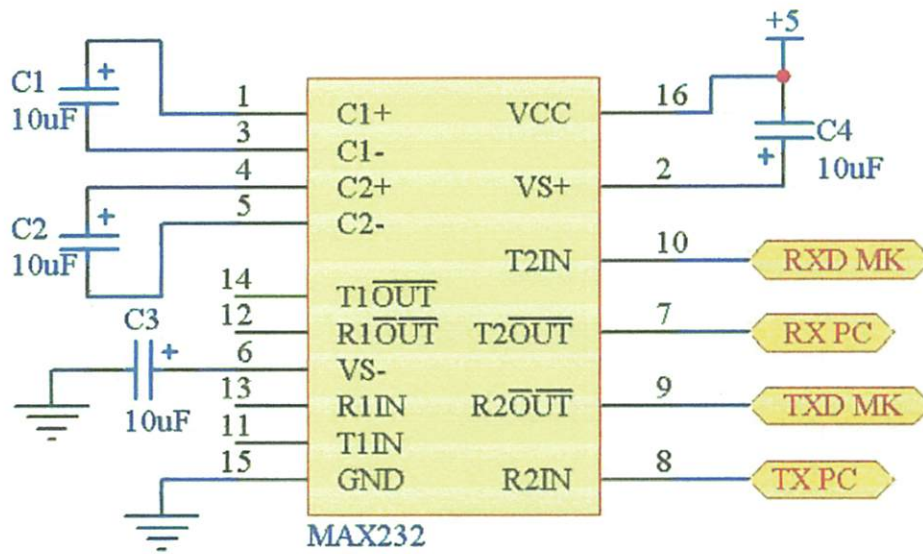 +5
C1
+
10uF
1
C1+
VCC
16
3
C1-
C4
+
10uF
4
C2+
VS+
2
5
C2-
C2
+
10uF
T2IN
10
RXD MK
14
T1OUT
12
R1OUT
T2OUT
7
RX PC
C3
+
10uF
6
VS-
13
R1IN
R2OUT
9
TXD MK
11
T1IN
15
GND
R2IN
8
TX PC
MAX232